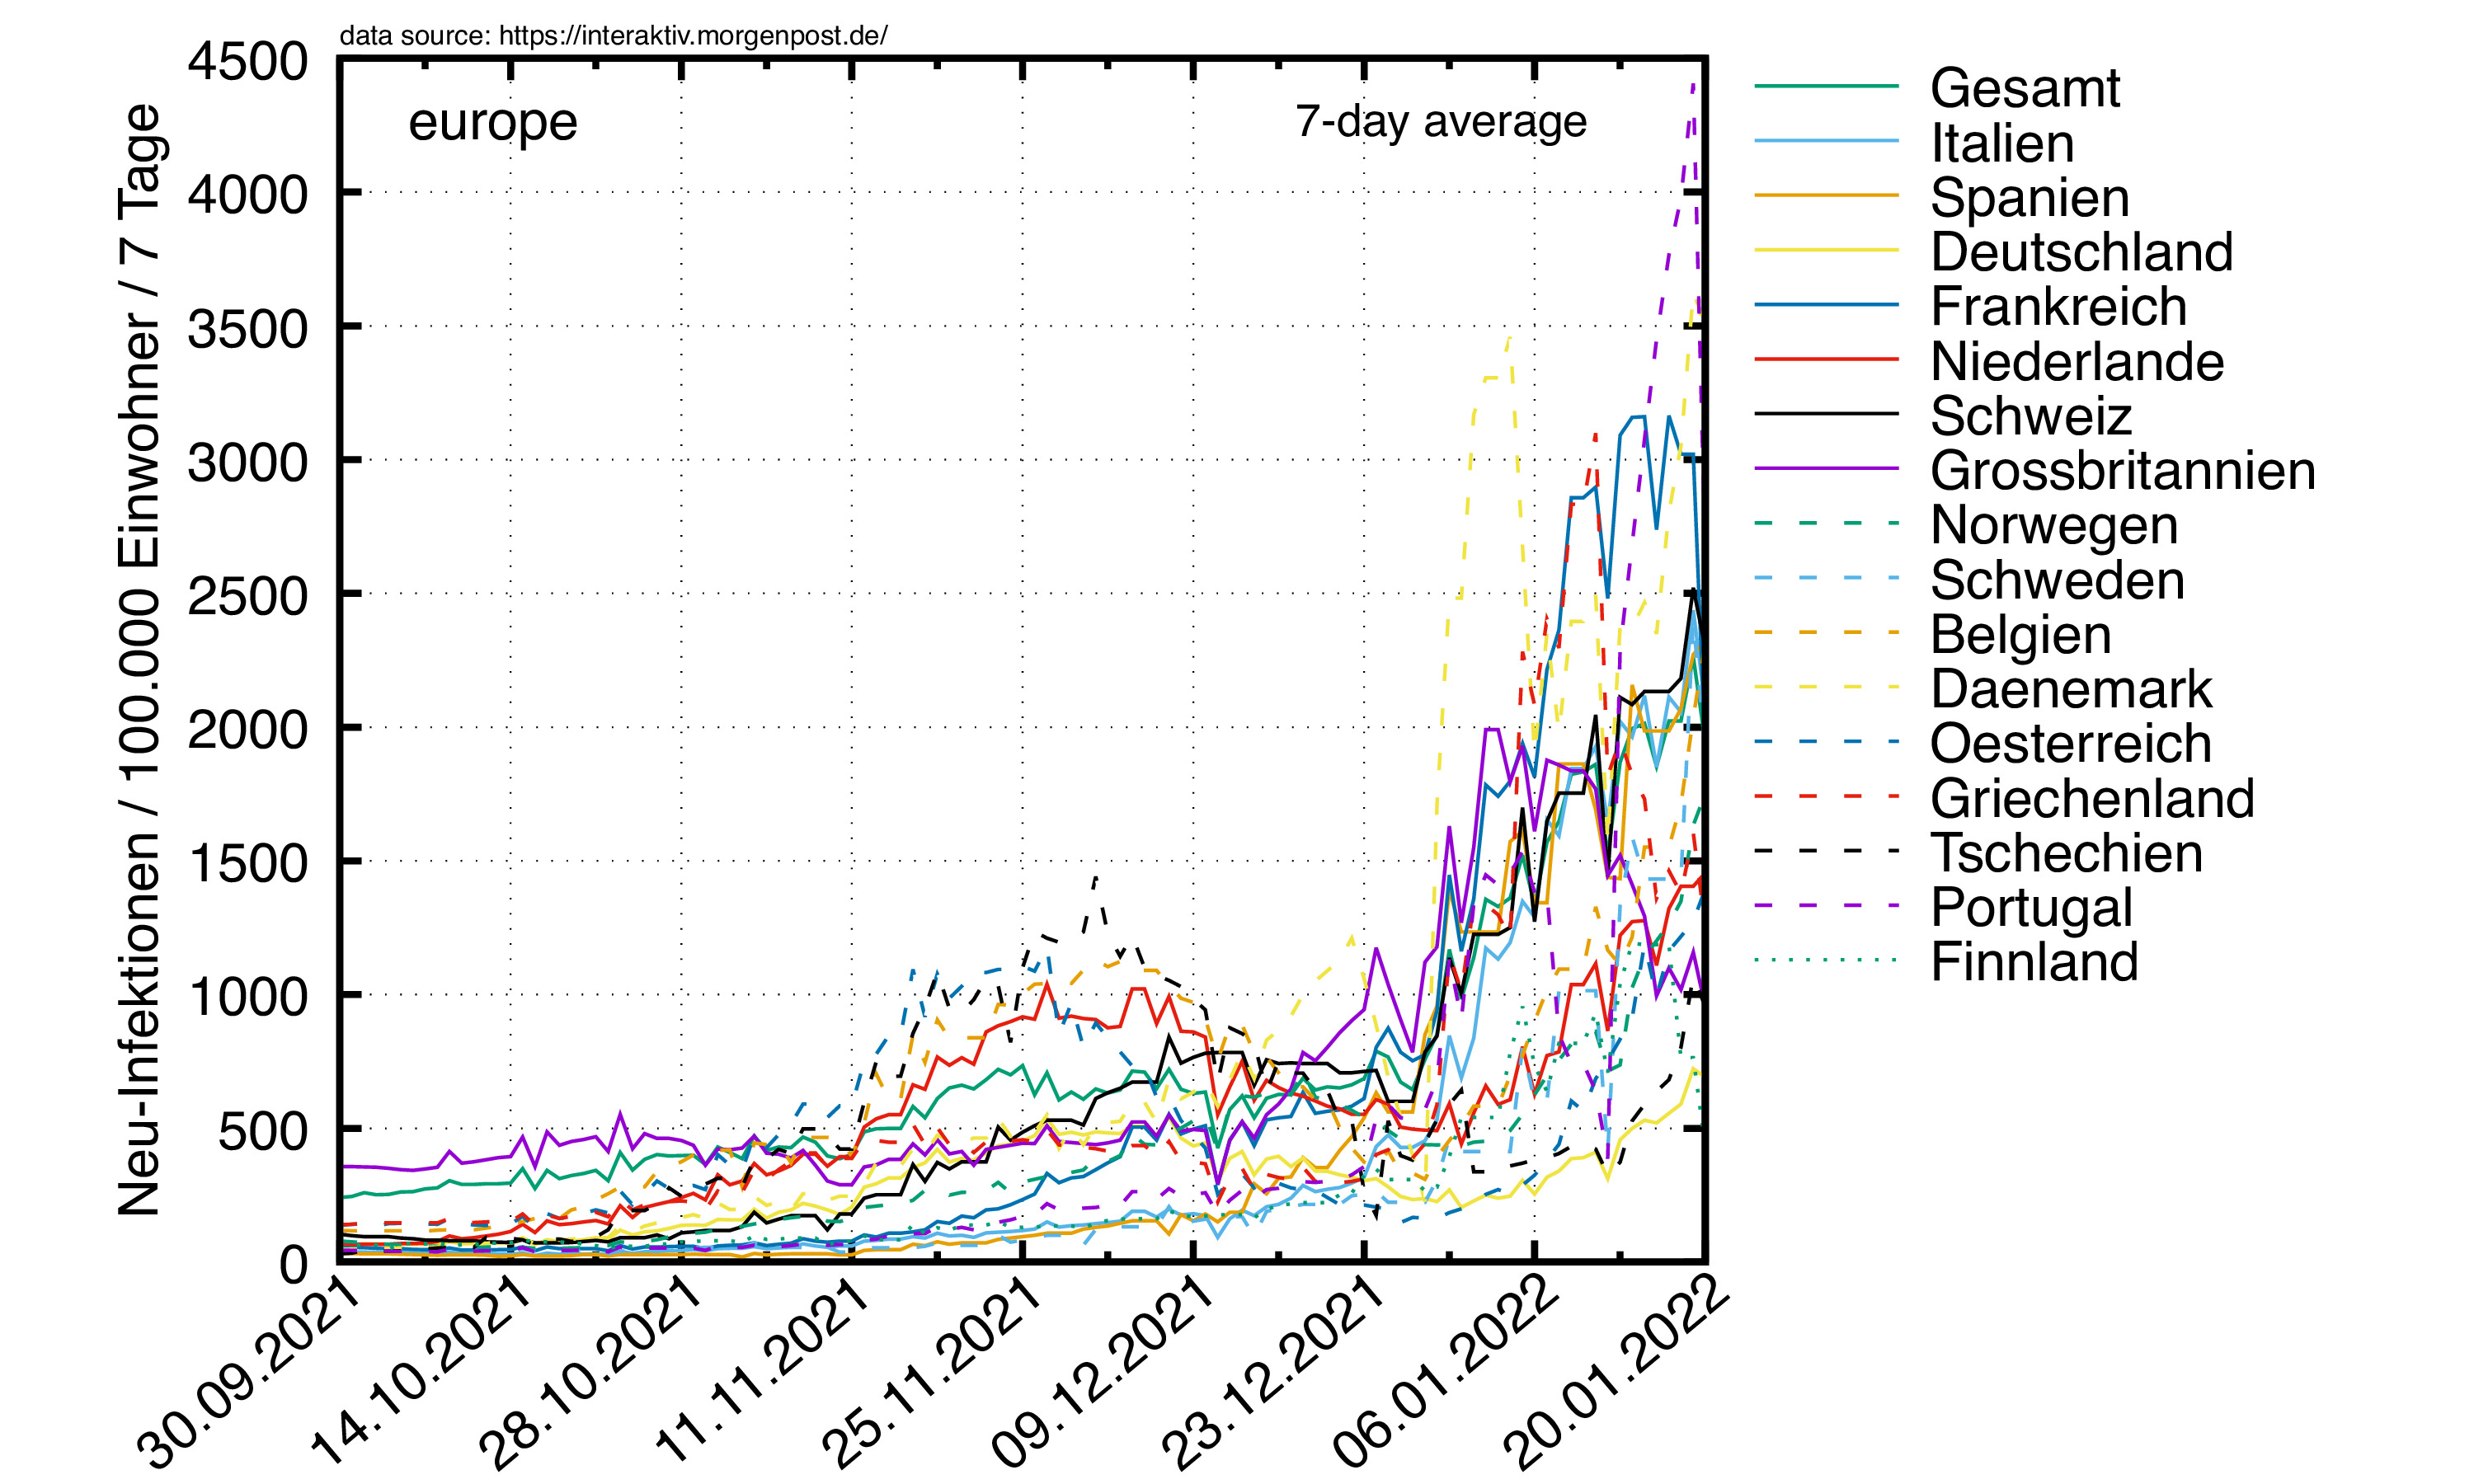 data source: https://interaktiv.morgenpost.de/
europe
7-day average
Neu-Infektionen / 100.000 Einwohner / 7 Tage
4500
4000
3500
3000
2500
2000
1500
1000
500
0
30.09.2021
14.10.2021
28.10.2021
11.11.2021
25.11.2021
09.12.2021
23.12.2021
06.01.2022
20.01.2022
Gesamt
Italien
Spanien
Deutschland
Frankreich
Niederlande
Schweiz
Grossbritannien
Norwegen
Schweden
Belgien
Daenemark
Oesterreich
Griechenland
Tschechien
Portugal
Finnland